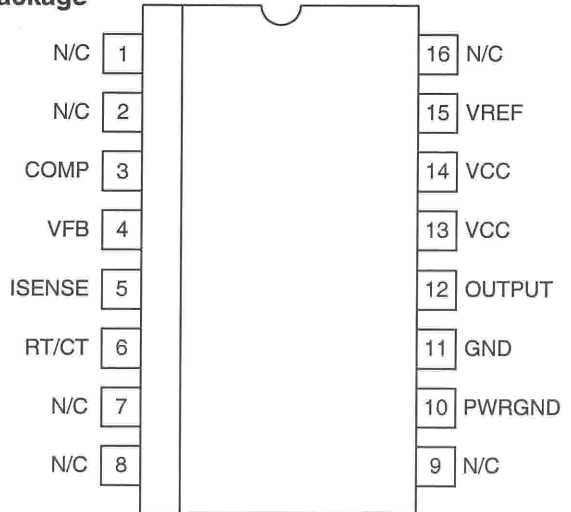 N/C 1 16 N/C
N/C 2 15 VREF
COMP 3 14 VCC
VFB 4 13 VCC
ISENSE 5 12 OUTPUT
RT/CT 6 11 GND
N/C 7 10 PWRGND
N/C 8 9 N/C